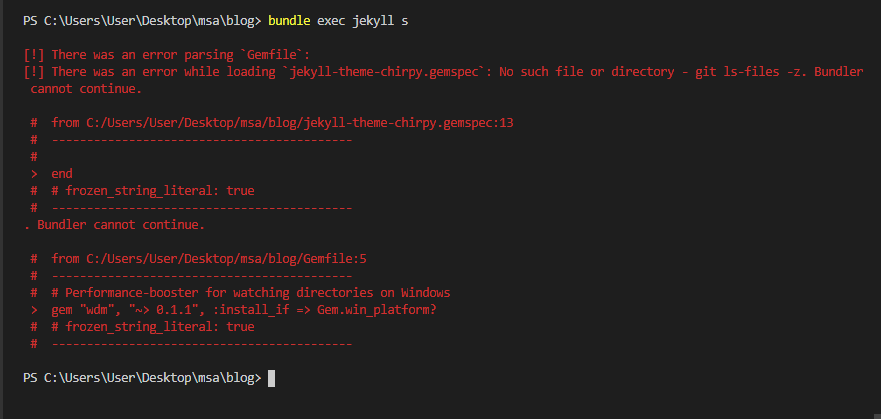 PS C:\Users\User\Desktop\msa\blog> bundle exec jekyll s
[!] There was an error parsing `Gemfile`:
[!] There was an error while loading `jekyll-theme-chirpy.gemspec`: No such file or directory - git ls-files -z. Bundler
cannot continue.
#  from C:/Users/User/Desktop/msa/blog/jekyll-theme-chirpy.gemspec:13
#  -------------------------------------------
#
>  end
#  # frozen_string_literal: true
#  -------------------------------------------
. Bundler cannot continue.
#  from C:/Users/User/Desktop/msa/blog/Gemfile:5
#  -------------------------------------------
#  # Performance-booster for watching directories on Windows
>  gem "wdm", "~> 0.1.1", :install_if => Gem.win_platform?
#  # frozen_string_literal: true
#  -------------------------------------------
PS C:\Users\User\Desktop\msa\blog>